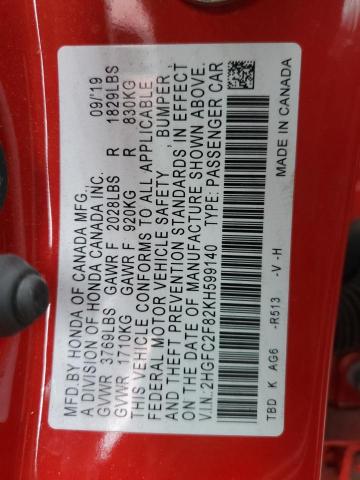 MFD.BY HONDA OF CANADA MFG. 09/19
A DIVISION OF HONDA CANADA INC.
GVWR 3769LBS GAWR F 2028LBS R 1829LBS
GVWR 1710KG GAWR F 920KG R 830KG
THIS VEHICLE CONFORMS TO ALL APPLICABLE
FEDERAL MOTOR VEHICLE SAFETY BUMPER ,
AND THEFT PREVENTION STANDARDS IN EFFECT
ON THE DATE OF MANUFACTURE SHOWN ABOVE.
V.I.N.:2HGFC2F82KH599140 TYPE: PASSENGER CAR
TBD K AG6 -R513 -V -H MADE IN CANADA